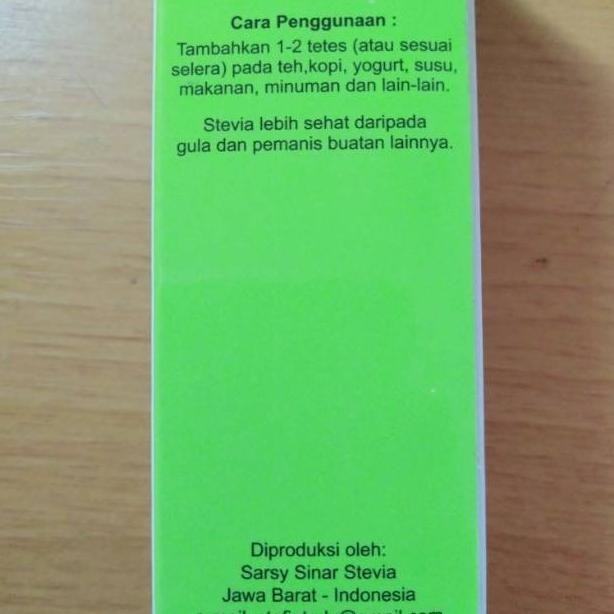 Cara Penggunaan :
Tambahkan 1-2 tetes (atau sesuai
selera) pada teh,kopi, yogurt, susu,
makanan, minuman dan lain-lain.
Stevia lebih sehat daripada
gula dan pemanis buatan lainnya.
Diproduksi oleh:
Sarsy Sinar Stevia
Jawa Barat - Indonesia